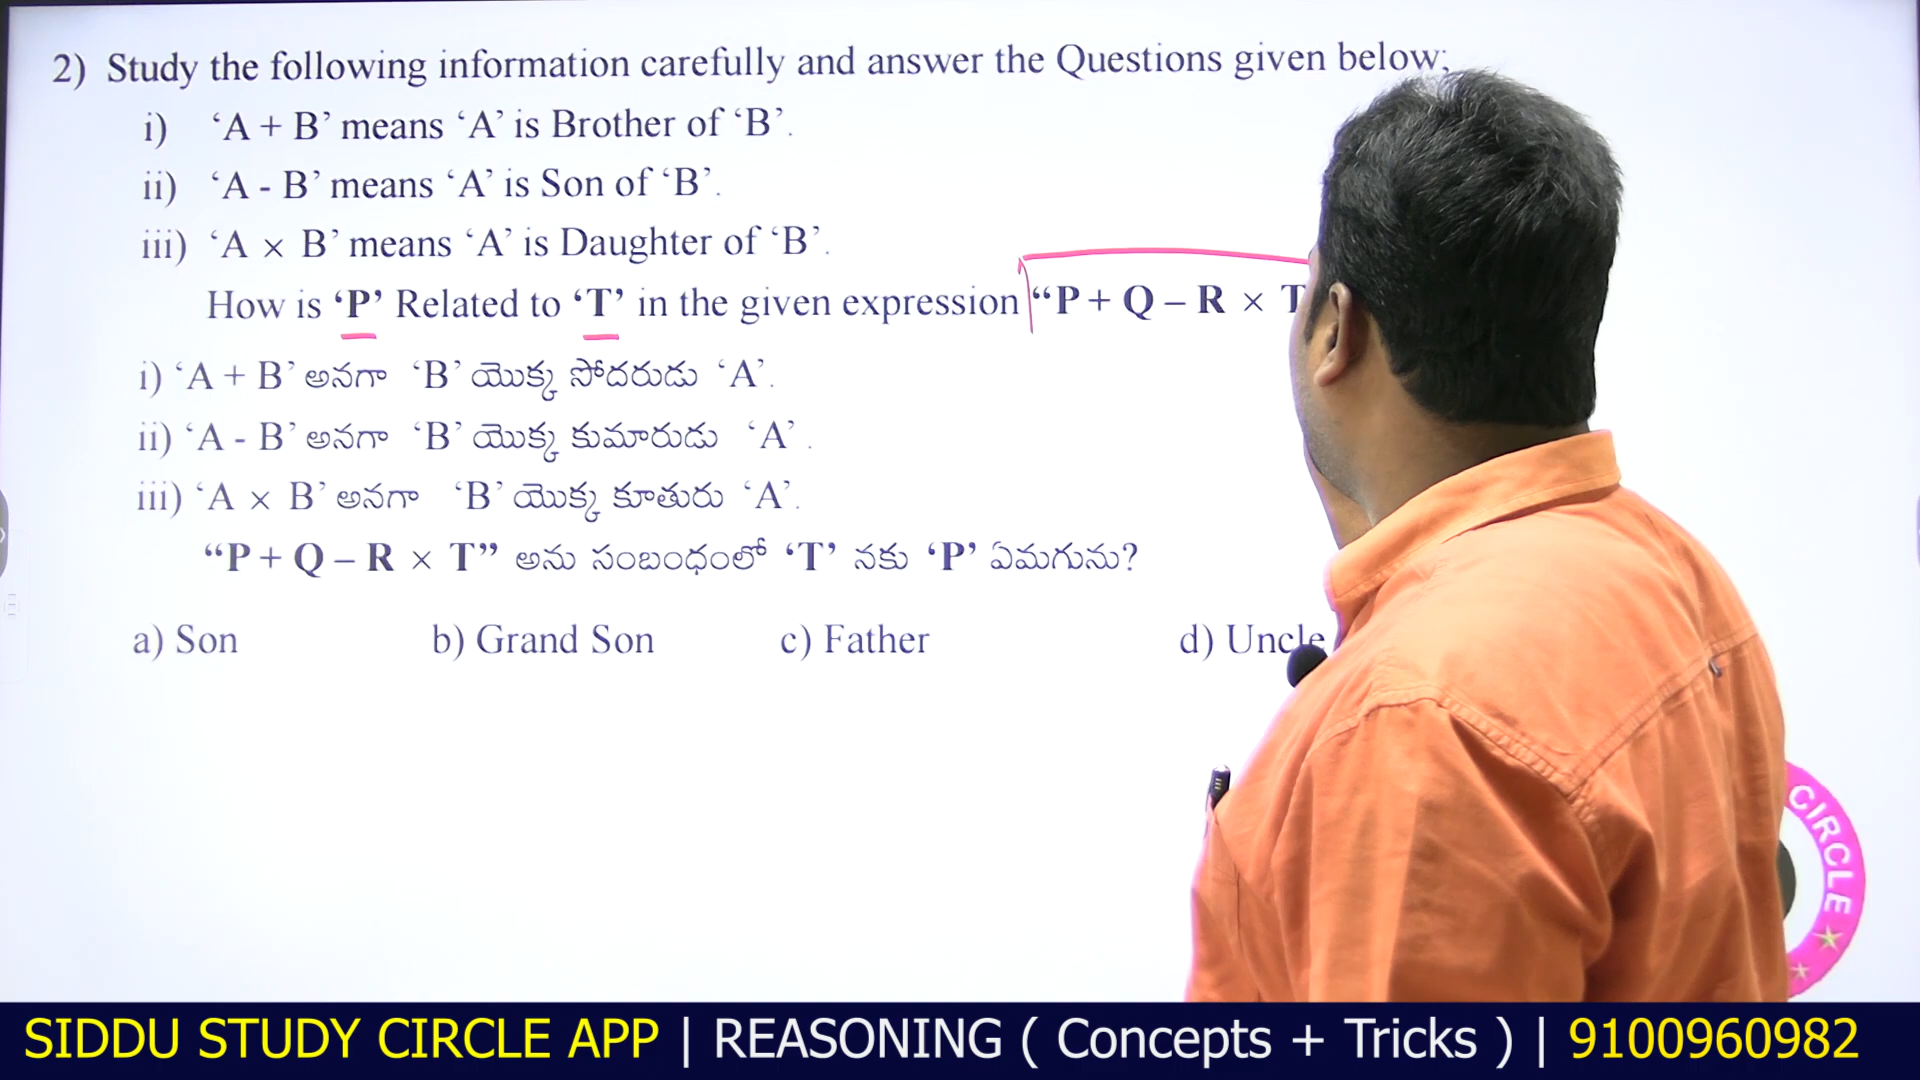 2) Study the following information carefully and answer the Questions given below;
i) ‘A + B’ means ‘A’ is Brother of ‘B’.
ii) ‘A - B’ means ‘A’ is Son of ‘B’.
iii) ‘A × B’ means ‘A’ is Daughter of ‘B’.
How is ‘P’ Related to ‘T’ in the given expression “P + Q – R × T
i) ‘A + B’ అనగా ‘B’ యొక్క సోదరుడు ‘A’.
ii) ‘A - B’ అనగా ‘B’ యొక్క కుమారుడు ‘A’.
iii) ‘A × B’ అనగా ‘B’ యొక్క కూతురు ‘A’.
“P + Q – R × T” అను సంబంధంలో ‘T’ నకు ‘P’ ఏమగును?
a) Son b) Grand Son c) Father d) Uncle
CIRCLE
SIDDU STUDY CIRCLE APP | REASONING ( Concepts + Tricks ) | 9100960982